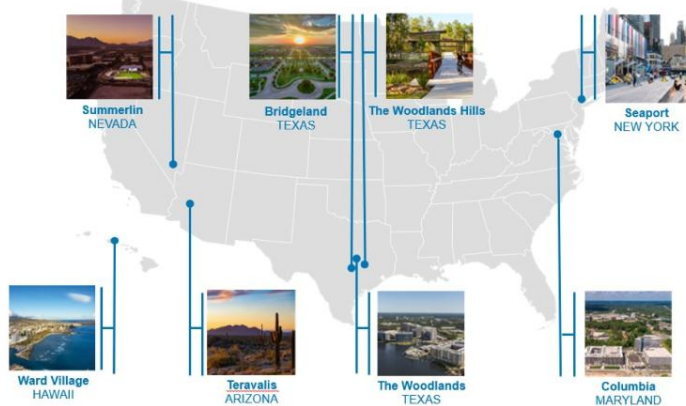 Summerlin
NEVADA
Bridgeland
TEXAS
The Woodlands Hills
TEXAS
Seaport
NEW YORK
Ward Village
HAWAII
Teravalis
ARIZONA
The Woodlands
TEXAS
Columbia
MARYLAND